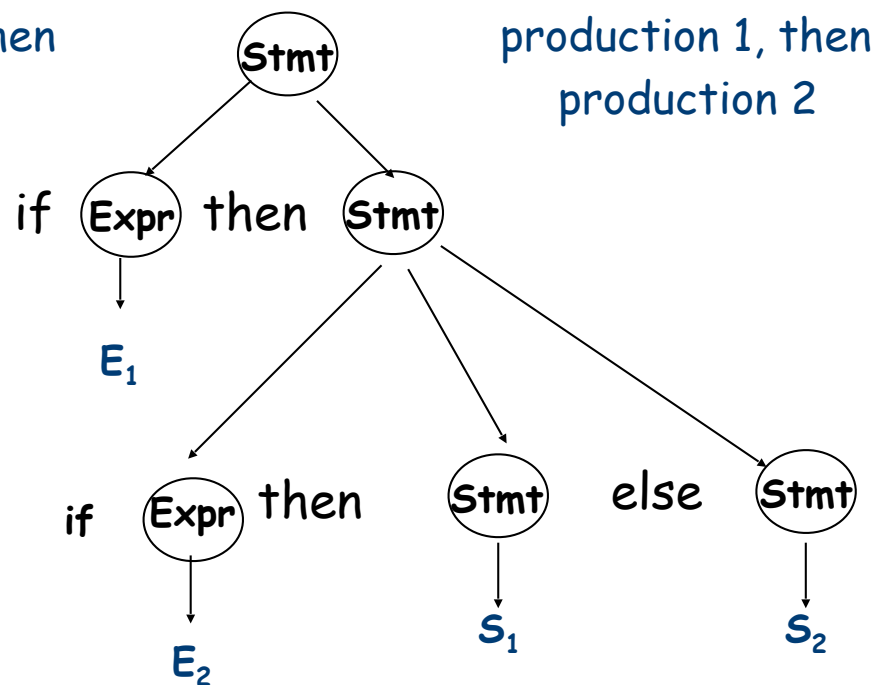 hen
production 1, then
production 2
Stmt
if Expr then Stmt
E₁
if Expr then Stmt else Stmt
E₂
S₁
S₂